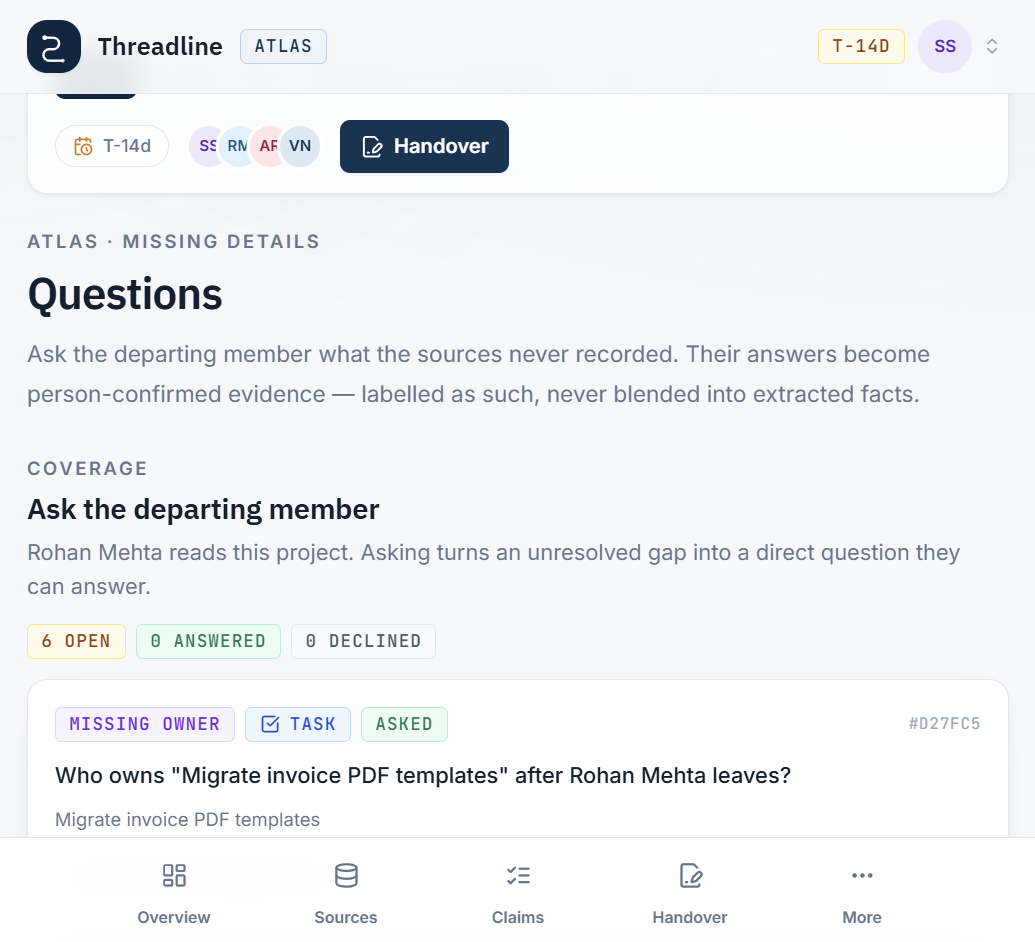 Threadline
ATLAS
T-14D
SS
T-14d
SS
RM
AR
VN
Handover
ATLAS · MISSING DETAILS
Questions
Ask the departing member what the sources never recorded. Their answers become
person-confirmed evidence — labelled as such, never blended into extracted facts.
COVERAGE
Ask the departing member
Rohan Mehta reads this project. Asking turns an unresolved gap into a direct question they
can answer.
6 OPEN
0 ANSWERED
0 DECLINED
MISSING OWNER
TASK
ASKED
#D27FC5
Who owns "Migrate invoice PDF templates" after Rohan Mehta leaves?
Migrate invoice PDF templates
Overview
Sources
Claims
Handover
More